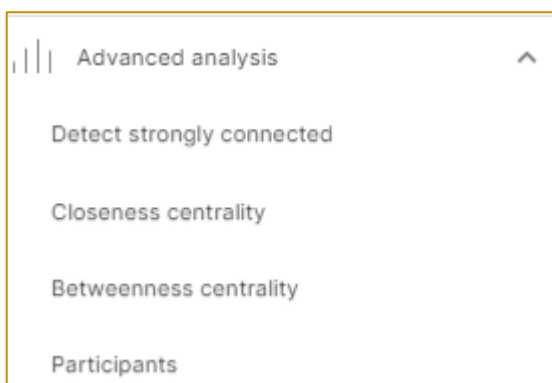 Advanced analysis
Detect strongly connected
Closeness centrality
Betweenness centrality
Participants